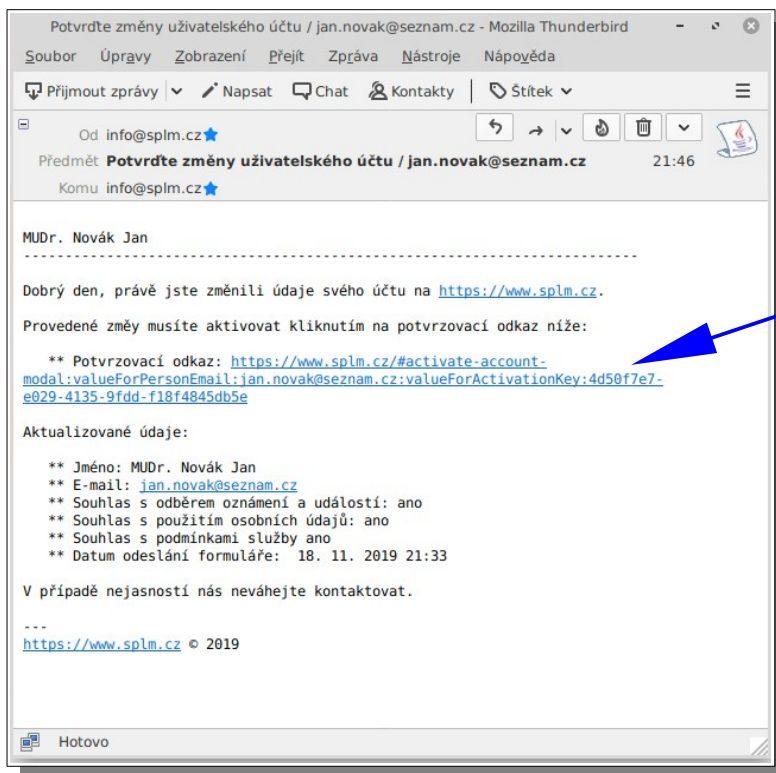 Potvrďte změny uživatelského účtu / jan.novak@seznam.cz - Mozilla Thunderbird
Soubor Úpravy Zobrazení Přejít Zpráva Nástroje Nápověda
Přijmout zprávy Napsat Chat Kontakty Štítek
Od info@splm.cz
Předmět Potvrďte změny uživatelského účtu / jan.novak@seznam.cz 21:46
Komu info@splm.cz
MUDr. Novák Jan
-------------------------------------------------------------------------
Dobrý den, právě jste změnili údaje svého účtu na https://www.splm.cz.
Provedené změy musíte aktivovat kliknutím na potvrzovací odkaz níže:
** Potvrzovací odkaz: https://www.splm.cz/#activate-account-
modal:valueForPersonEmail:jan.novak@seznam.cz:valueForActivationKey:4d50f7e7-
e029-4135-9fdd-f18f4845db5e
Aktualizované údaje:
** Jméno: MUDr. Novák Jan
** E-mail: jan.novak@seznam.cz
** Souhlas s odběrem oznámení a událostí: ano
** Souhlas s použitím osobních údajů: ano
** Souhlas s podmínkami služby ano
** Datum odeslání formuláře: 18. 11. 2019 21:33
V případě nejasností nás neváhejte kontaktovat.
---
https://www.splm.cz © 2019
Hotovo